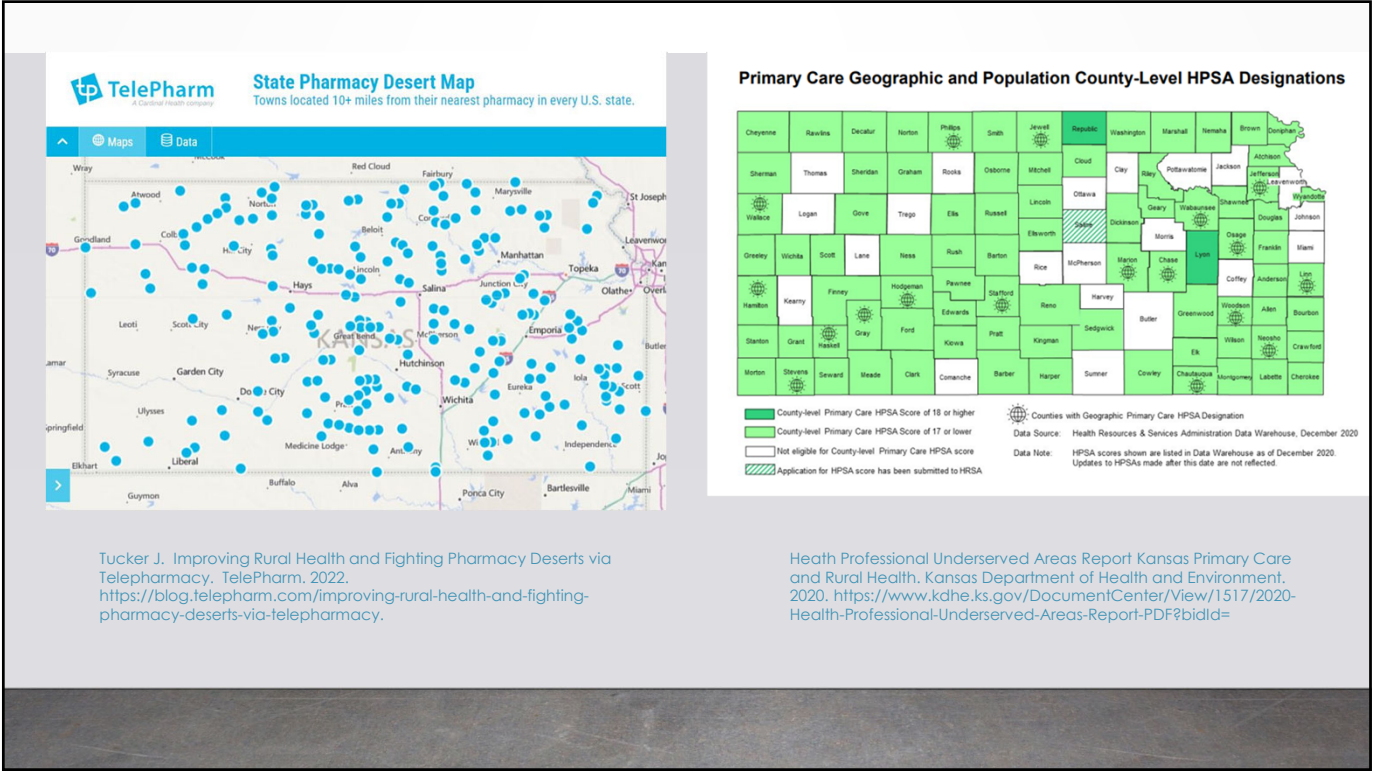 tp TelePharm
A Cardinal Health company
State Pharmacy Desert Map
Towns located 10+ miles from their nearest pharmacy in every U.S. state.
Maps Data
Wray Red Cloud Fairbury
Atwood Marysville St Joseph
Beloit
Goodland
70 Manhattan Leavenwo
Topeka 70 Kan
Hays Salina Junction City Olathe Overl
Leoti
KANSAS Emporia
Great Bend Butler
Hutchinson
amar
Syracuse Garden City Eureka Iola Scott
Wichita
Ulysses
pringfield
Medicine Lodge Independenc
Elkhart Liberal
Buffalo Alva Bartlesville Miami
Guymon Ponca City
Primary Care Geographic and Population County-Level HPSA Designations
Cheyenne Rawlins Decatur Norton Phillips Smith Jewell Republic Washington Marshall Nemaha Brown Doniphan
Sherman Thomas Sheridan Graham Rooks Osborne Mitchell Cloud Clay Riley Pottawatomie Jackson Atchison
Jefferson Leavenworth
Wyandotte
Wallace Logan Gove Trego Ellis Russell Lincoln Ottawa Geary Wabaunsee Shawnee Douglas Johnson
Ellsworth Saline Dickinson Morris Osage Franklin Miami
Greeley Wichita Scott Lane Ness Rush Barton Rice McPherson Marion Chase Lyon Coffey Anderson Linn
Hamilton Kearny Finney Hodgeman Pawnee Stafford Reno Harvey Butler Greenwood Woodson Allen Bourbon
Gray Ford Edwards Sedgwick
Stanton Grant Haskell Kiowa Pratt Kingman Elk Wilson Neosho Crawford
Morton Stevens Seward Meade Clark Comanche Barber Harper Sumner Cowley Chautauqua Montgomery Labette Cherokee
County-level Primary Care HPSA Score of 18 or higher
County-level Primary Care HPSA Score of 17 or lower
Not eligible for County-level Primary Care HPSA score
Application for HPSA score has been submitted to HRSA
Counties with Geographic Primary Care HPSA Designation
Data Source: Health Resources & Services Administration Data Warehouse, December 2020
Data Note: HPSA scores shown are listed in Data Warehouse as of December 2020.
Updates to HPSAs made after this date are not reflected.
Tucker J. Improving Rural Health and Fighting Pharmacy Deserts via
Telepharmacy. TelePharm. 2022.
https://blog.telepharm.com/improving-rural-health-and-fighting-
pharmacy-deserts-via-telepharmacy.
Heath Professional Underserved Areas Report Kansas Primary Care
and Rural Health. Kansas Department of Health and Environment.
2020. https://www.kdhe.ks.gov/DocumentCenter/View/1517/2020-
Health-Professional-Underserved-Areas-Report-PDF?bidId=